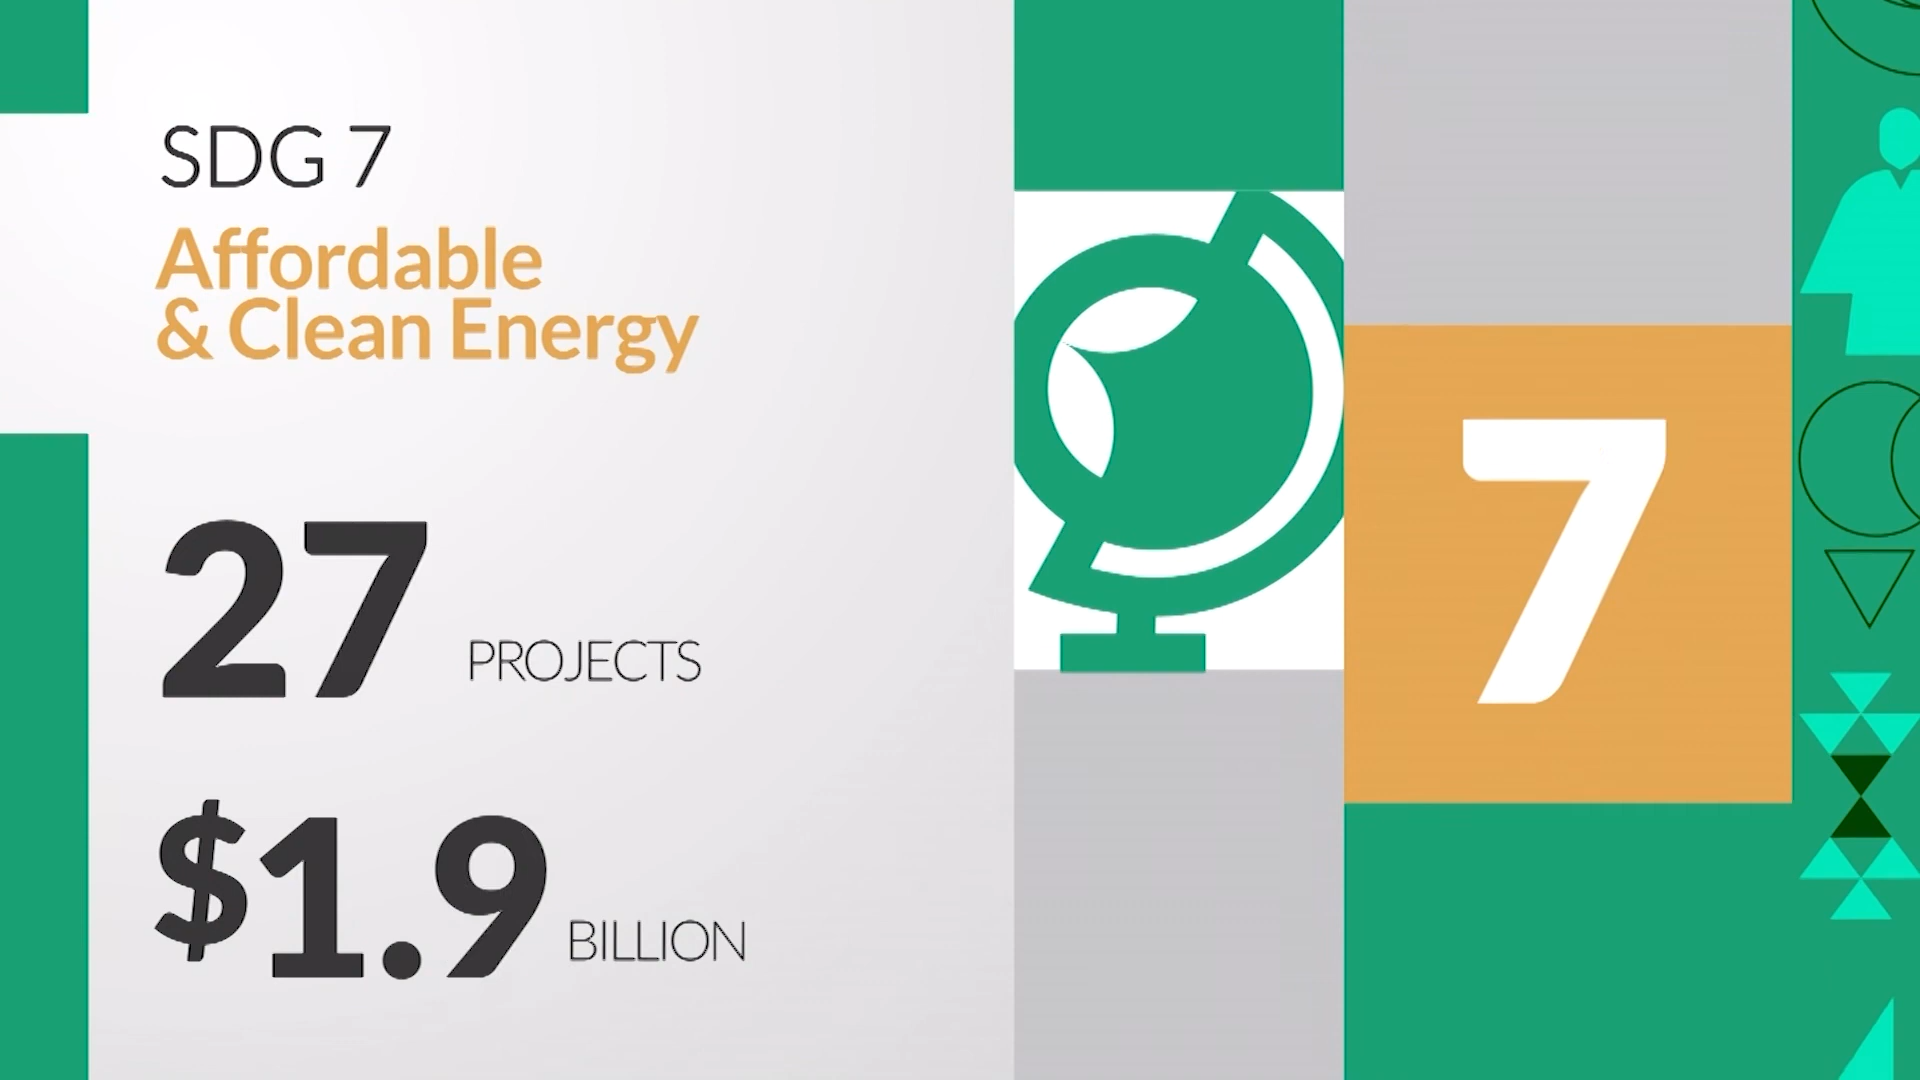 SDG 7
Affordable
& Clean Energy
27 PROJECTS
$1.9 BILLION
7